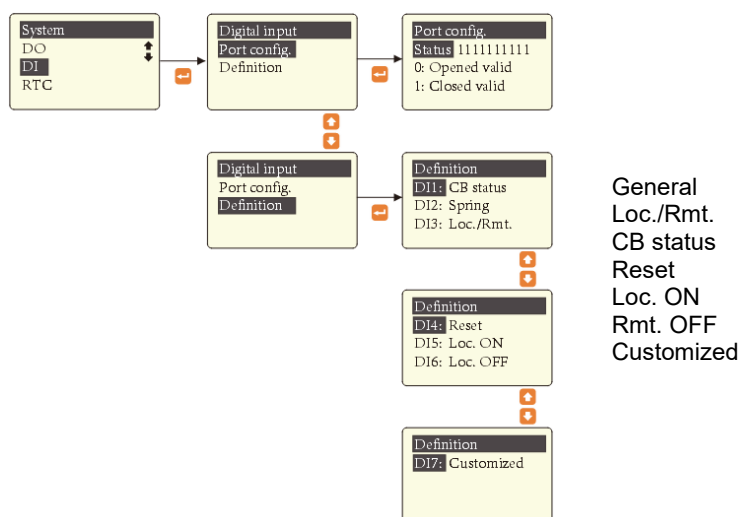 System
DO
DI
RTC
Digital input
Port config.
Definition
Port config.
Status 1111111111
0: Opened valid
1: Closed valid
Digital input
Port config.
Definition
Definition
DI1: CB status
DI2: Spring
DI3: Loc./Rmt.
Definition
DI4: Reset
DI5: Loc. ON
DI6: Loc. OFF
Definition
DI7: Customized
General
Loc./Rmt.
CB status
Reset
Loc. ON
Rmt. OFF
Customized